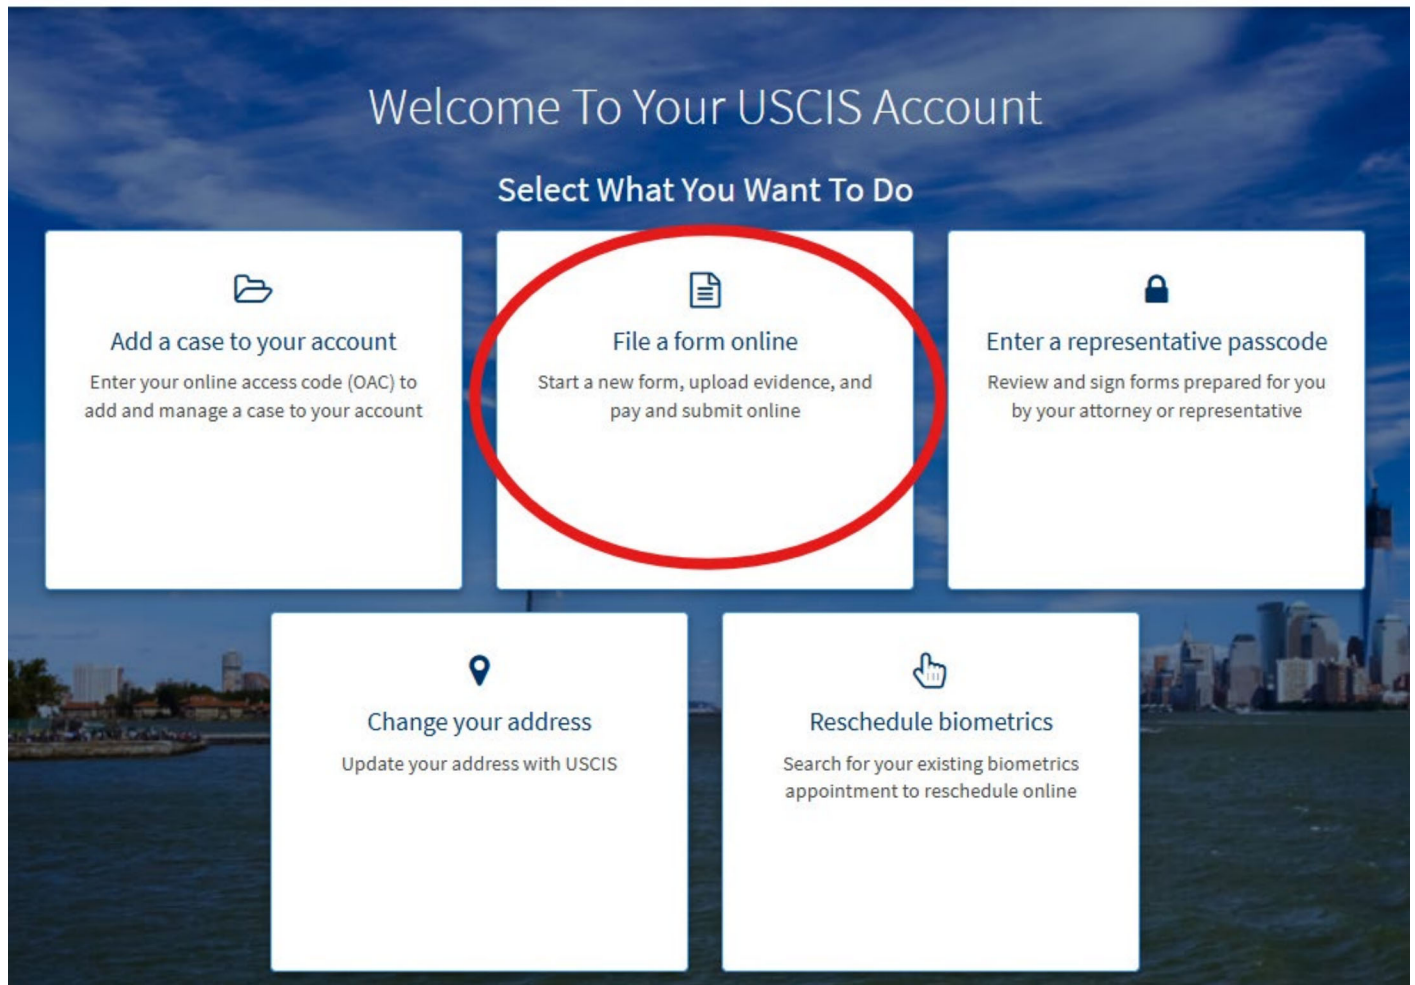 Welcome To Your USCIS Account
Select What You Want To Do
Add a case to your account
Enter your online access code (OAC) to
add and manage a case to your account
File a form online
Start a new form, upload evidence, and
pay and submit online
Enter a representative passcode
Review and sign forms prepared for you
by your attorney or representative
Change your address
Update your address with USCIS
Reschedule biometrics
Search for your existing biometrics
appointment to reschedule online